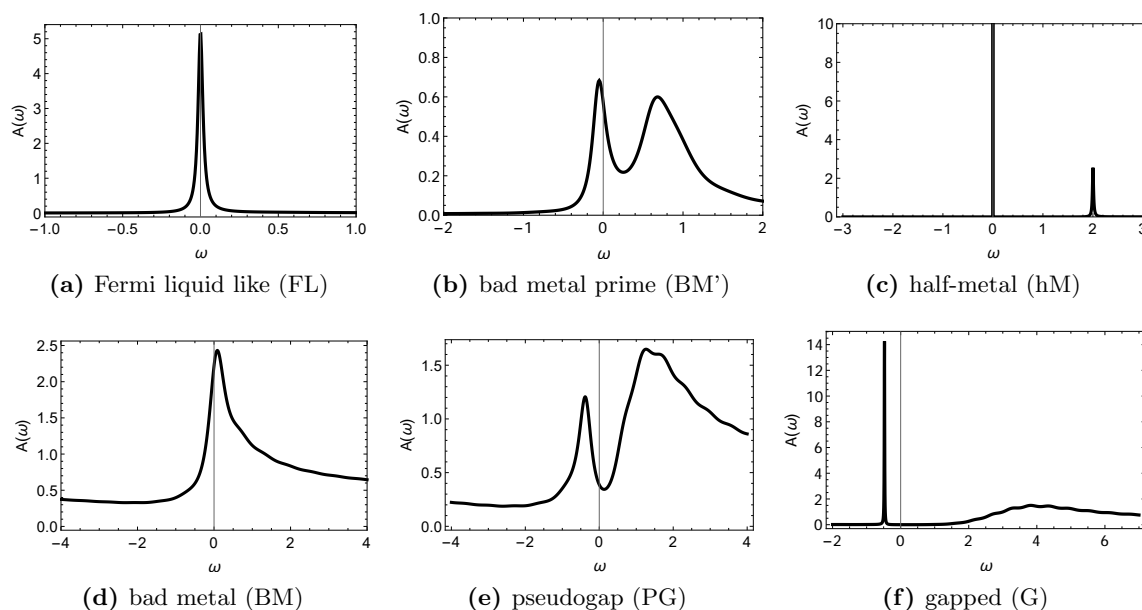 5
4
3
2
1
0
A(ω)
−1.0 −0.5 0.0 0.5 1.0
ω
(a) Fermi liquid like (FL)
1.0
0.8
0.6
0.4
0.2
0.0
A(ω)
−2 −1 0 1 2
ω
(b) bad metal prime (BM’)
10
8
6
4
2
0
A(ω)
−3 −2 −1 0 1 2 3
ω
(c) half-metal (hM)
2.5
2.0
1.5
1.0
0.5
0.0
A(ω)
−4 −2 0 2 4
ω
(d) bad metal (BM)
1.5
1.0
0.5
0.0
A(ω)
−4 −2 0 2 4
ω
(e) pseudogap (PG)
14
12
10
8
6
4
2
0
A(ω)
−2 0 2 4 6
ω
(f) gapped (G)